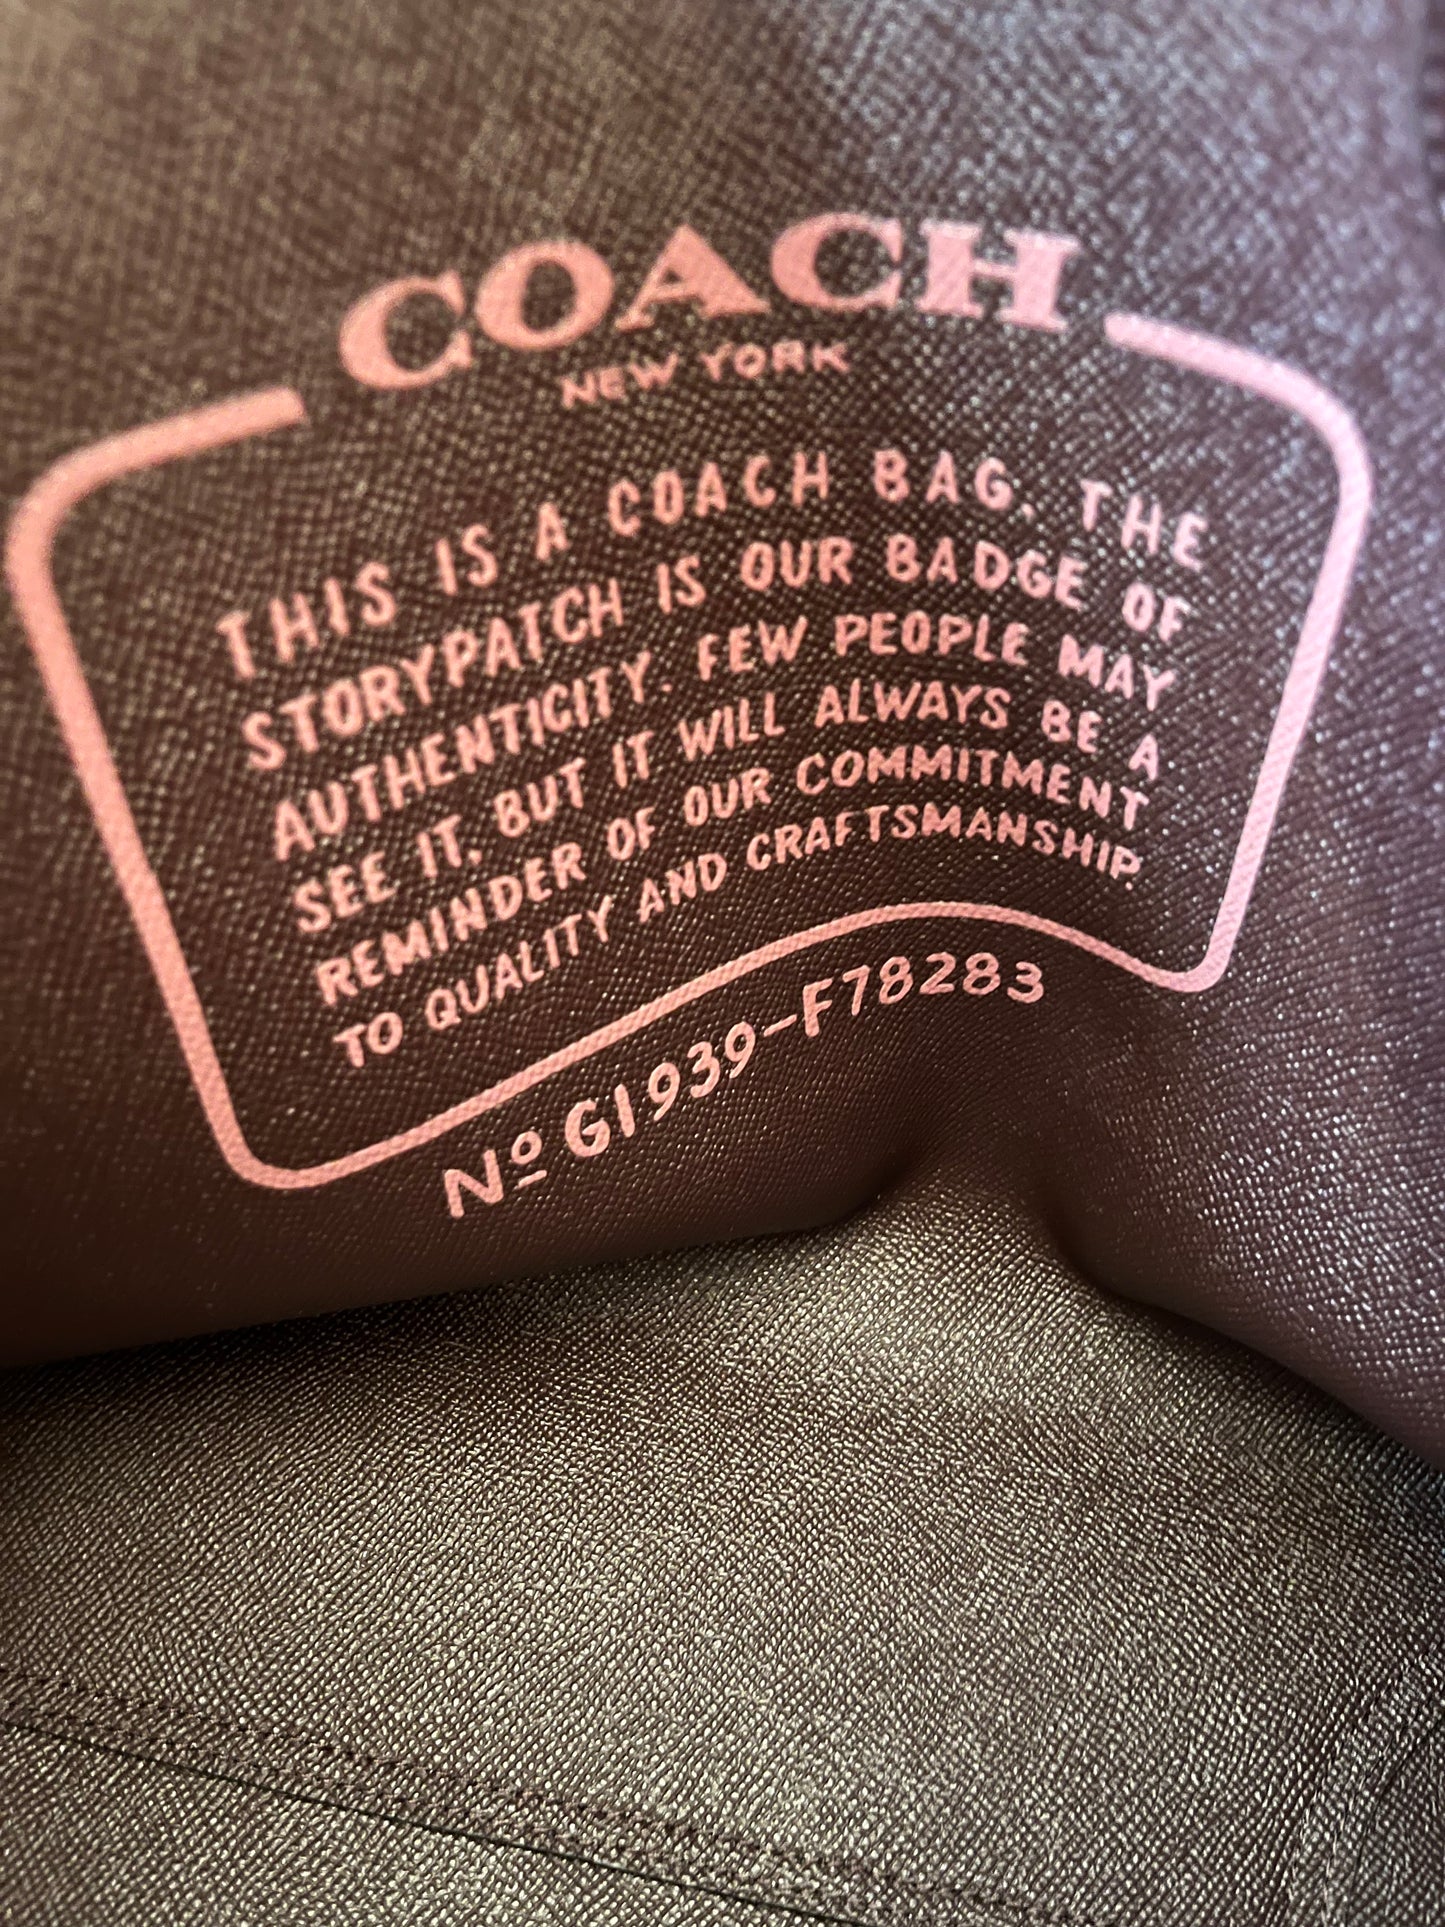 COACH
NEW YORK
THIS IS A COACH BAG. THE
STORYPATCH IS OUR BADGE OF
AUTHENTICITY. FEW PEOPLE MAY
SEE IT, BUT IT WILL ALWAYS BE A
REMINDER OF OUR COMMITMENT
TO QUALITY AND CRAFTSMANSHIP.
Nº G1939-F78283